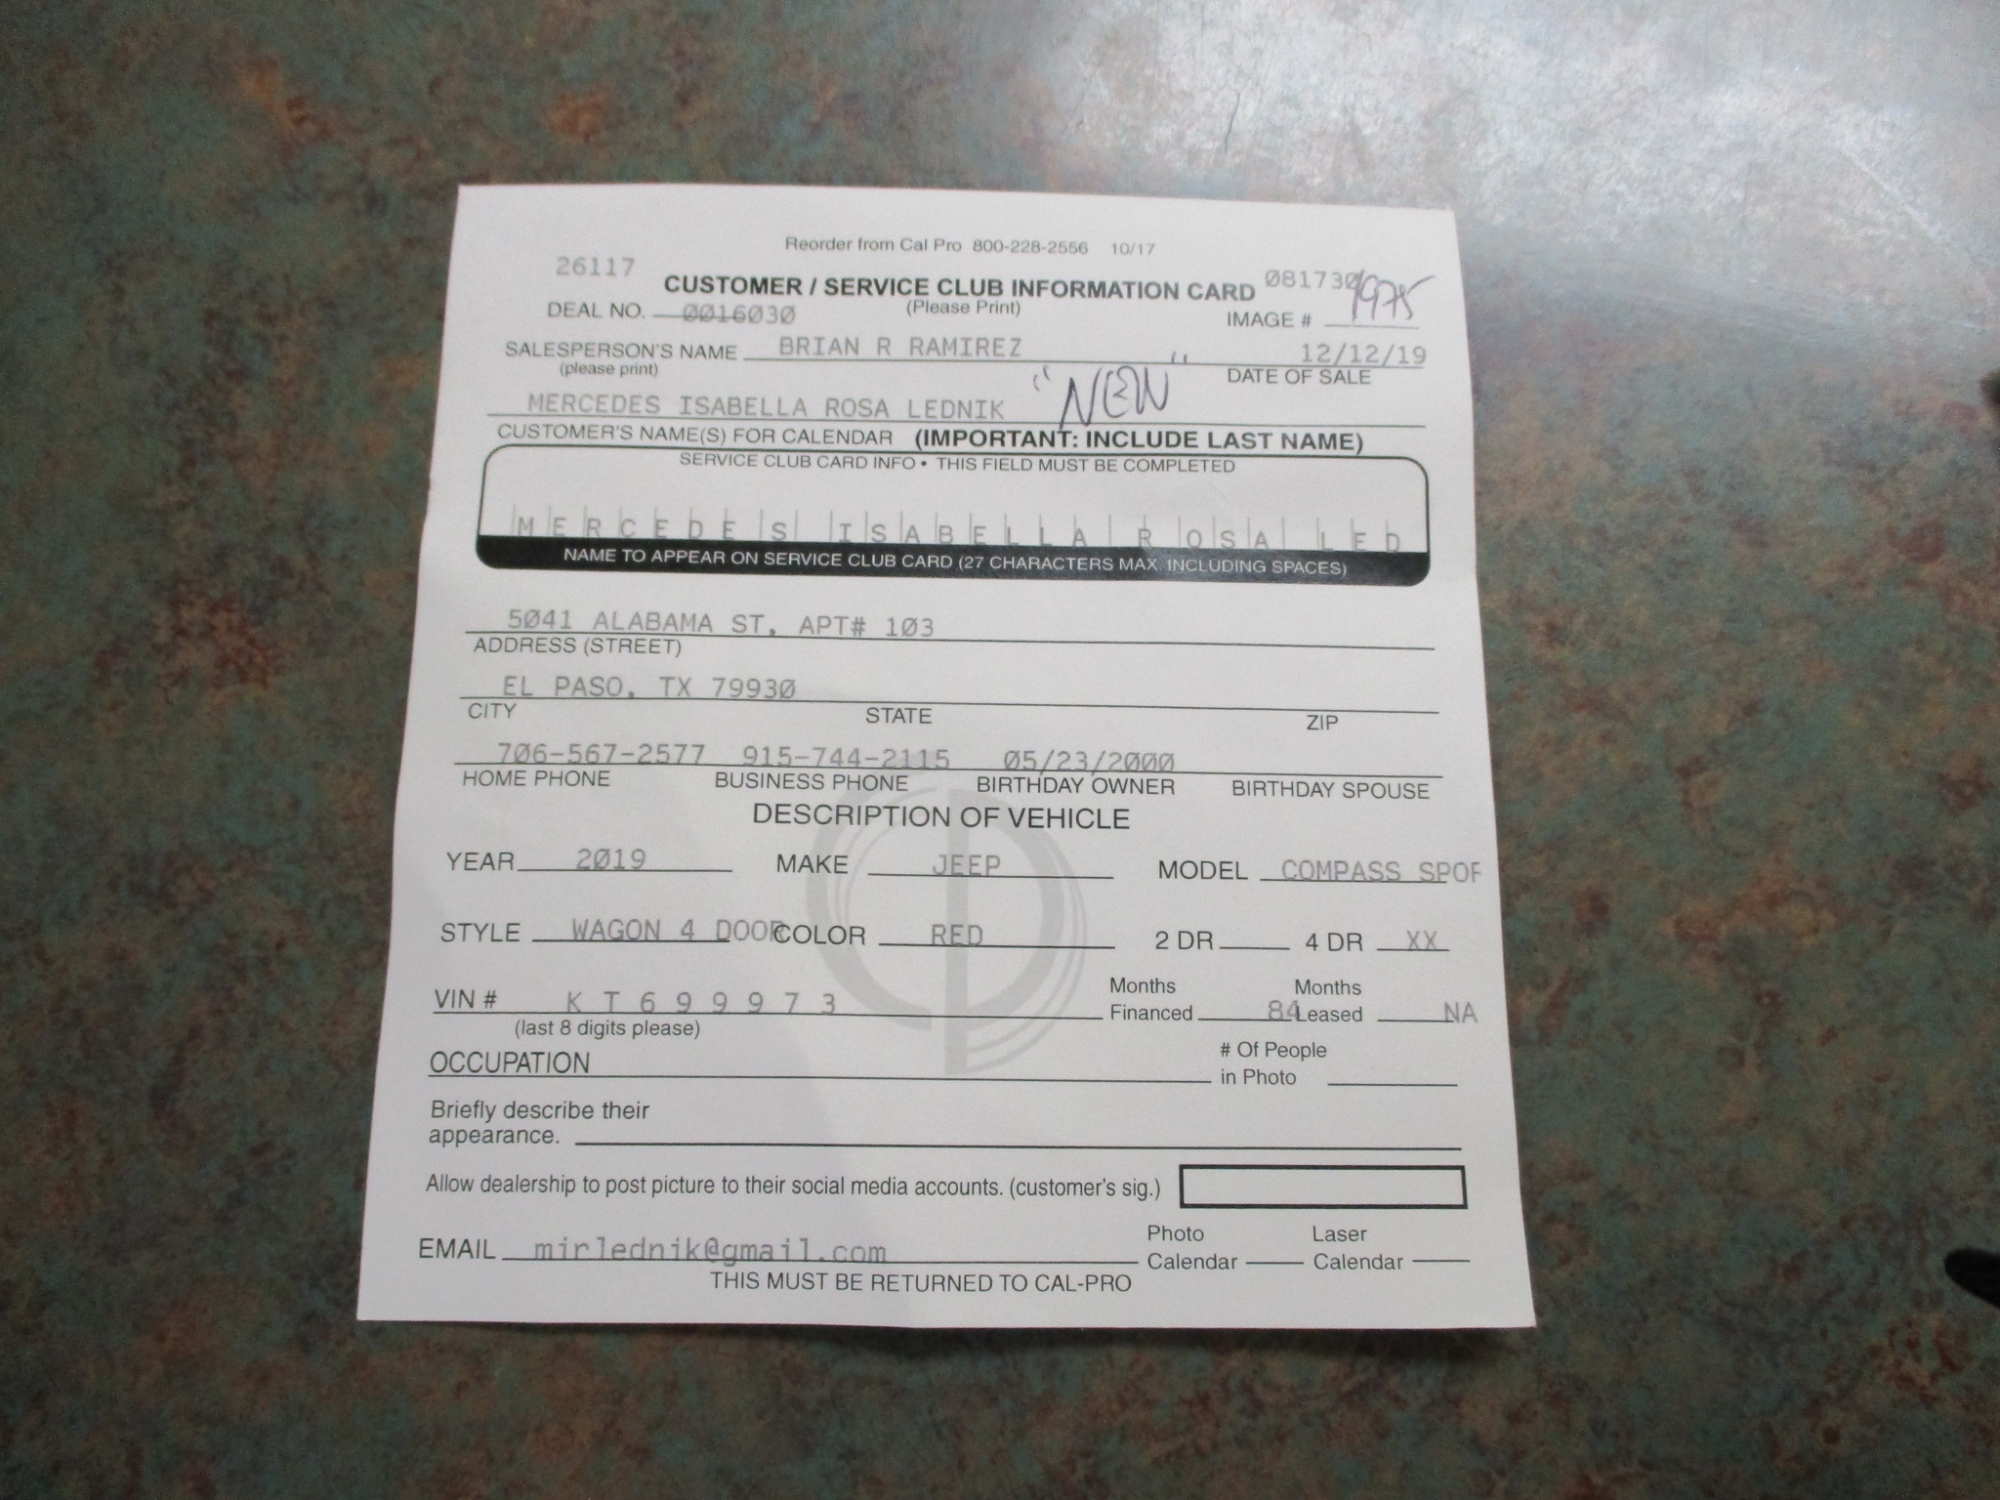 Reorder from Cal Pro 800-228-2556 10/17
26117
CUSTOMER / SERVICE CLUB INFORMATION CARD 081730
DEAL NO. 0016030 (Please Print) IMAGE # 1975
SALESPERSON'S NAME BRIAN R RAMIREZ 12/12/19
(please print) DATE OF SALE
MERCEDES ISABELLA ROSA LEDNIK "NEW"
CUSTOMER'S NAME(S) FOR CALENDAR (IMPORTANT: INCLUDE LAST NAME)
SERVICE CLUB CARD INFO • THIS FIELD MUST BE COMPLETED
MERCEDES ISABELLA ROSA LED
NAME TO APPEAR ON SERVICE CLUB CARD (27 CHARACTERS MAX. INCLUDING SPACES)
5041 ALABAMA ST, APT# 103
ADDRESS (STREET)
EL PASO, TX 79930
CITY STATE ZIP
706-567-2577 915-744-2115 05/23/2000
HOME PHONE BUSINESS PHONE BIRTHDAY OWNER BIRTHDAY SPOUSE
DESCRIPTION OF VEHICLE
YEAR 2019 MAKE JEEP MODEL COMPASS SPOR
STYLE WAGON 4 DOOR COLOR RED 2 DR 4 DR XX
Months Months
VIN # KT699973 Financed 84 Leased NA
(last 8 digits please)
OCCUPATION # Of People
in Photo
Briefly describe their
appearance.
Allow dealership to post picture to their social media accounts. (customer's sig.)
Photo Laser
EMAIL mirlednik@gmail.com Calendar Calendar
THIS MUST BE RETURNED TO CAL-PRO